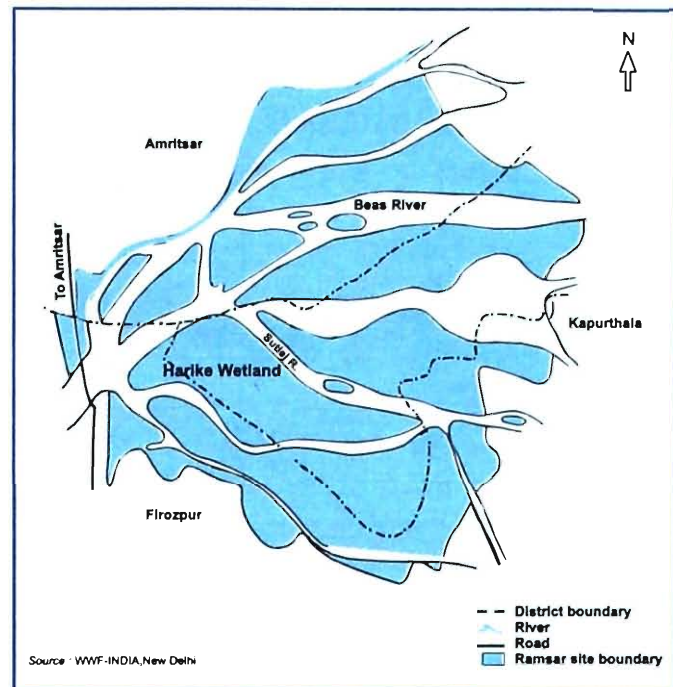 N
Amritsar
Beas River
To Amritsar
Kapurthala
Sutlej R.
Harike Wetland
Firozpur
District boundary
River
Road
Ramsar site boundary
Source : WWF-INDIA,New Delhi